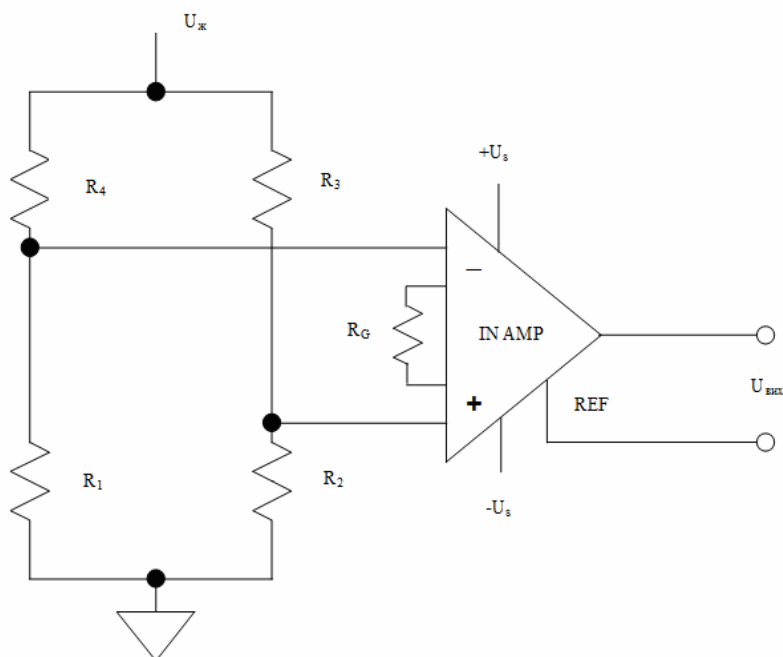 Uж
+Us
R4
R3
–
RG
IN AMP
Uвих
+
REF
R1
R2
-Us